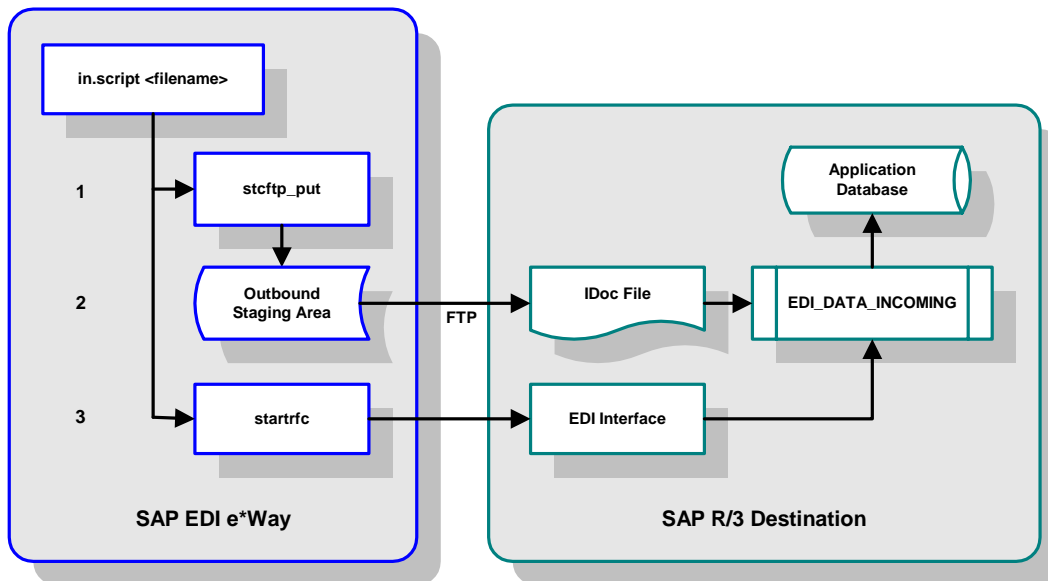 in.script <filename>
1
stcftp_put
Application
Database
2
Outbound
Staging Area
FTP
IDoc File
EDI_DATA_INCOMING
3
startrfc
EDI Interface
SAP EDI e*Way
SAP R/3 Destination